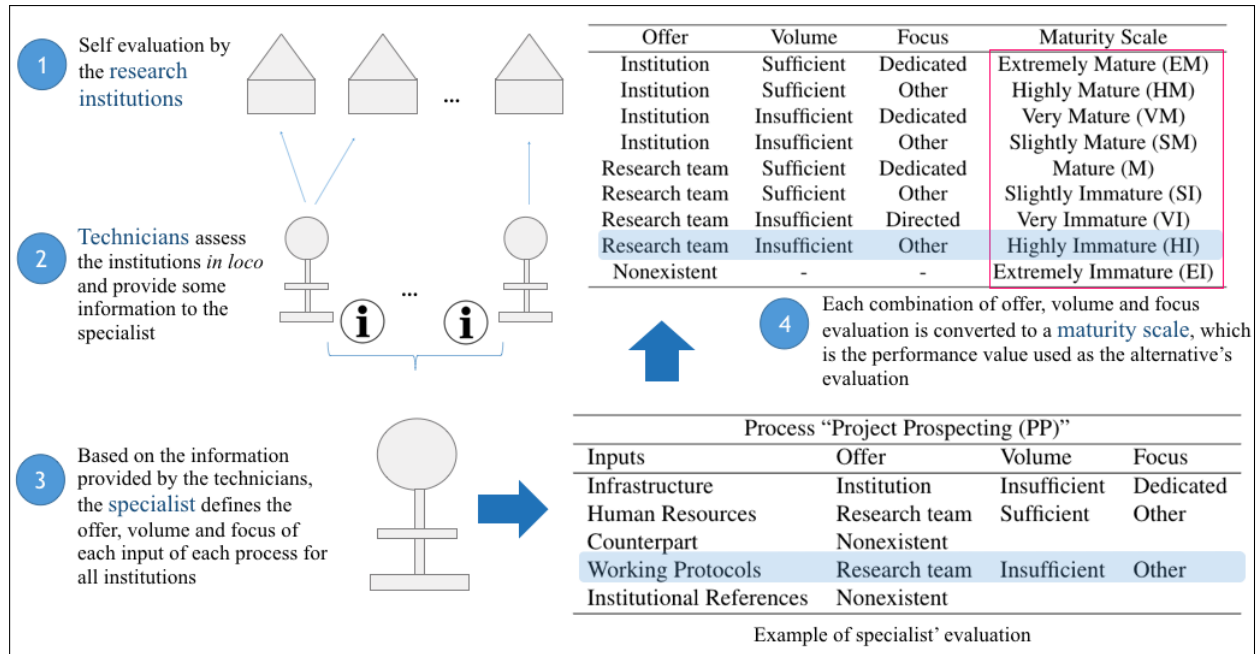 1
Self evaluation by
the research
institutions
...
2
Technicians assess
the institutions in loco
and provide some
information to the
specialist
...
i
i
3
Based on the information
provided by the technicians,
the specialist defines the
offer, volume and focus of
each input of each process for
all institutions
Offer Volume Focus Maturity Scale
Institution Sufficient Dedicated Extremely Mature (EM)
Institution Sufficient Other Highly Mature (HM)
Institution Insufficient Dedicated Very Mature (VM)
Institution Insufficient Other Slightly Mature (SM)
Research team Sufficient Dedicated Mature (M)
Research team Sufficient Other Slightly Immature (SI)
Research team Insufficient Directed Very Immature (VI)
Research team Insufficient Other Highly Immature (HI)
Nonexistent - - Extremely Immature (EI)
4
Each combination of offer, volume and focus
evaluation is converted to a maturity scale, which
is the performance value used as the alternative's
evaluation
Process “Project Prospecting (PP)”
Inputs Offer Volume Focus
Infrastructure Institution Insufficient Dedicated
Human Resources Research team Sufficient Other
Counterpart Nonexistent
Working Protocols Research team Insufficient Other
Institutional References Nonexistent
Example of specialist' evaluation